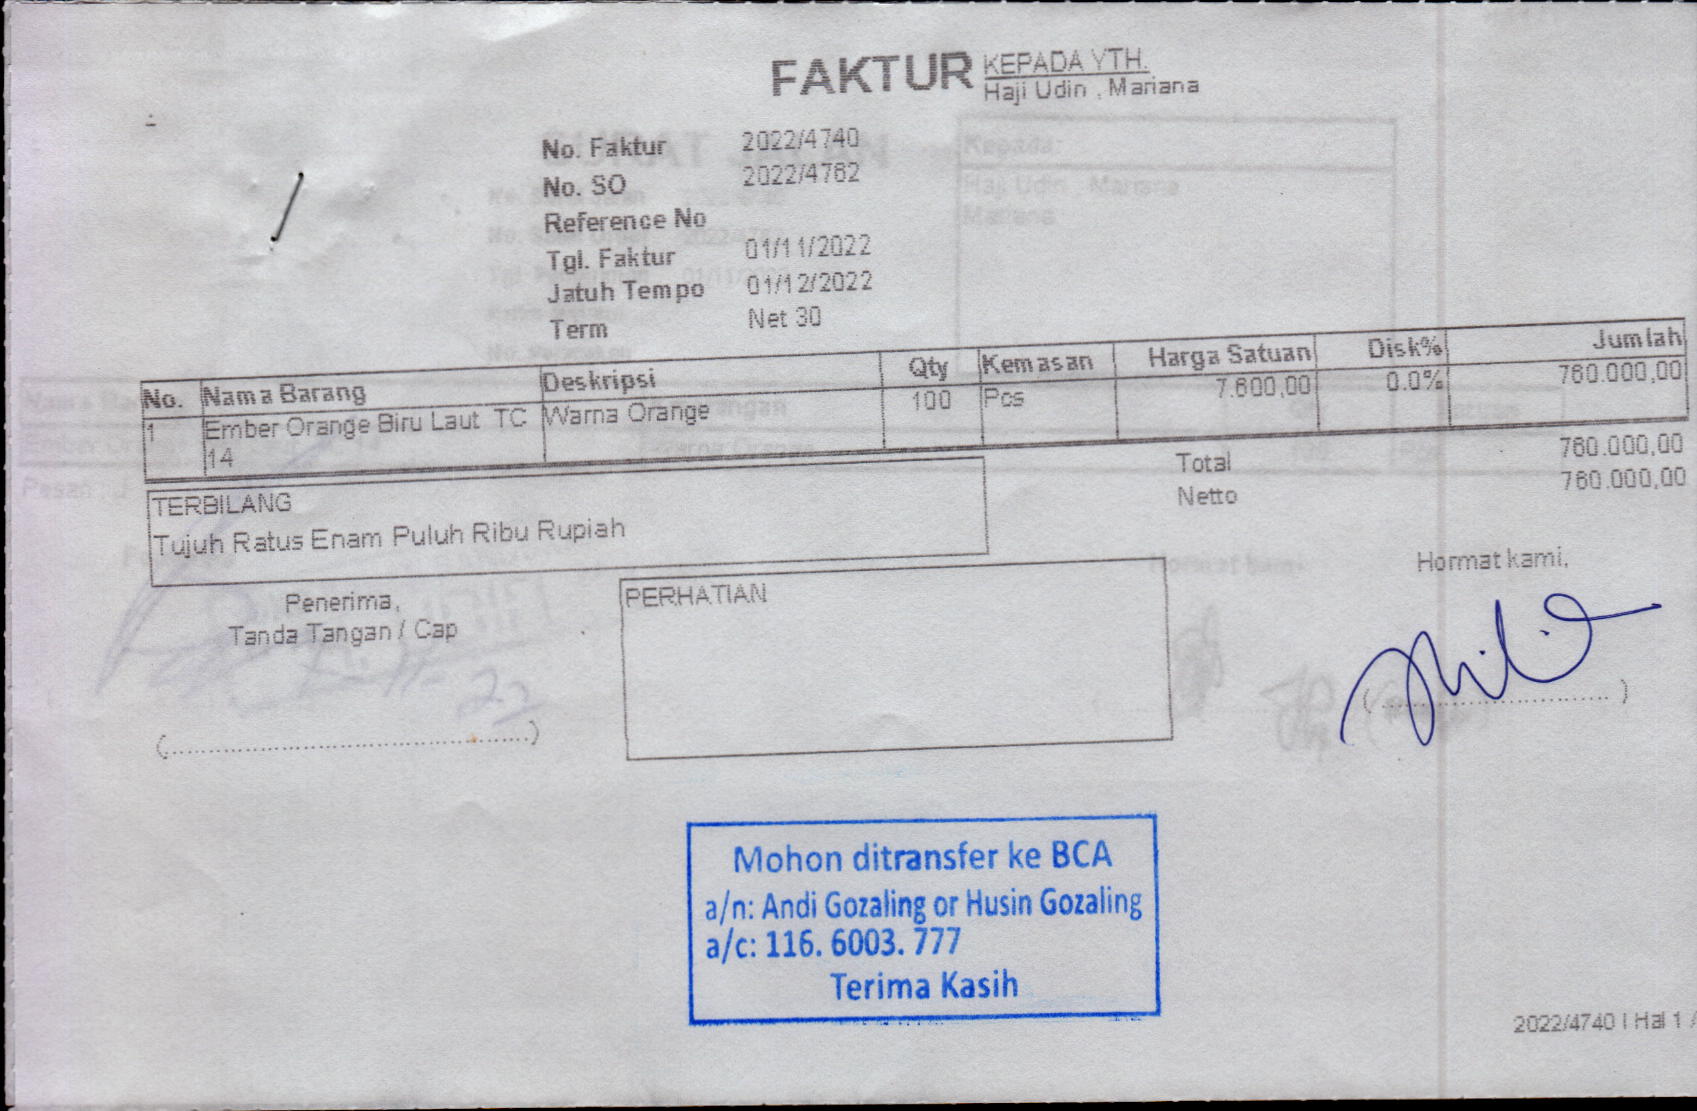 FAKTUR
KEPADA YTH.
Haji Udin , Mariana
No. Faktur 2022/4740
No. SO 2022/4762
Reference No
Tgl. Faktur 01/11/2022
Jatuh Tempo 01/12/2022
Term Net 30
No. Nama Barang Deskripsi Qty Kemasan Harga Satuan Disk% Jumlah
1 Ember Orange Biru Laut TC Warna Orange 100 Pcs 7.600,00 0.0% 760.000,00
14
Total 760.000,00
Netto 760.000,00
TERBILANG
Tujuh Ratus Enam Puluh Ribu Rupiah
Penerima,
Tanda Tangan / Cap
PERHATIAN
Hormat kami,
Mohon ditransfer ke BCA
a/n: Andi Gozaling or Husin Gozaling
a/c: 116. 6003. 777
Terima Kasih
2022/4740 | Hal 1 /